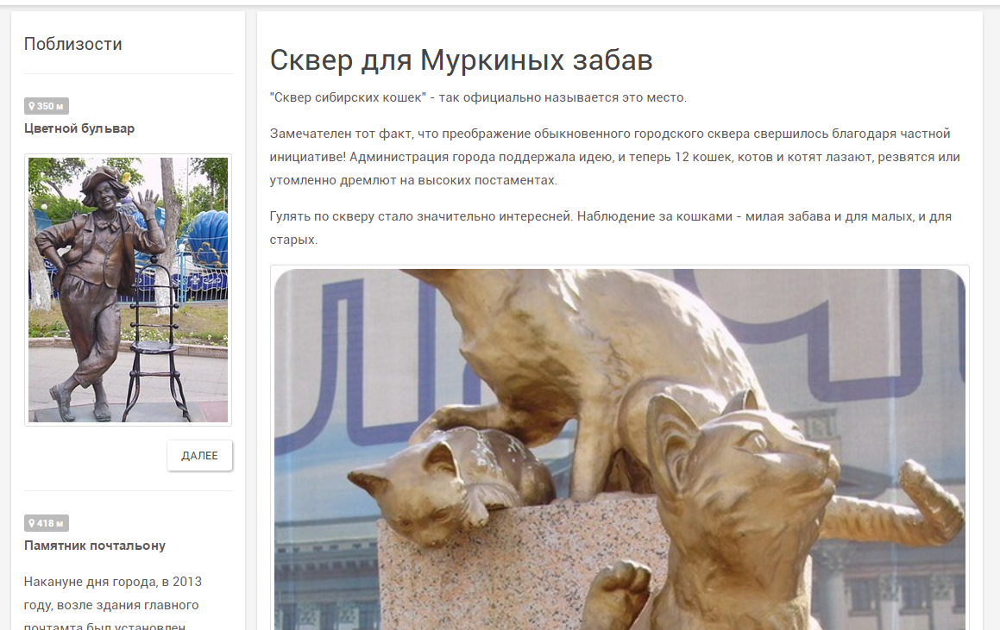 Поблизости
350 м
Цветной бульвар
ДАЛЕЕ
418 м
Памятник почтальону
Накануне дня города, в 2013
году, возле здания главного
почтамта был установлен
Сквер для Муркиных забав
"Сквер сибирских кошек" - так официально называется это место.
Замечателен тот факт, что преображение обыкновенного городского сквера свершилось благодаря частной
инициативе! Администрация города поддержала идею, и теперь 12 кошек, котов и котят лазают, резвятся или
утомленно дремлют на высоких постаментах.
Гулять по скверу стало значительно интересней. Наблюдение за кошками - милая забава и для малых, и для
старых.